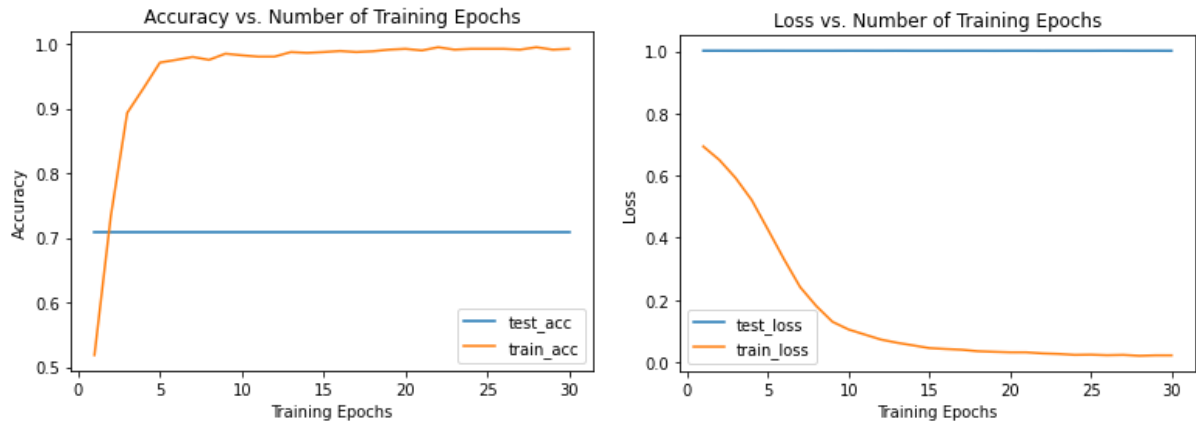 Accuracy vs. Number of Training Epochs
1.0
0.9
0.8
0.7
0.6
0.5
Accuracy
test_acc
train_acc
0 5 10 15 20 25 30
Training Epochs
Loss vs. Number of Training Epochs
1.0
0.8
0.6
0.4
0.2
0.0
Loss
test_loss
train_loss
0 5 10 15 20 25 30
Training Epochs